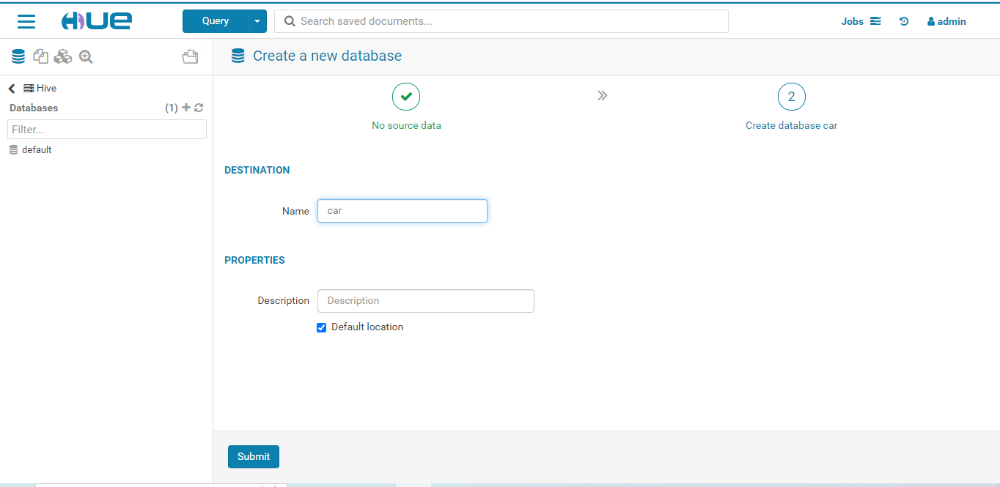 HUE
Query
Search saved documents...
Jobs
admin
Create a new database
Hive
Databases (1)
Filter...
default
No source data
2
Create database car
DESTINATION
Name car
PROPERTIES
Description Description
Default location
Submit